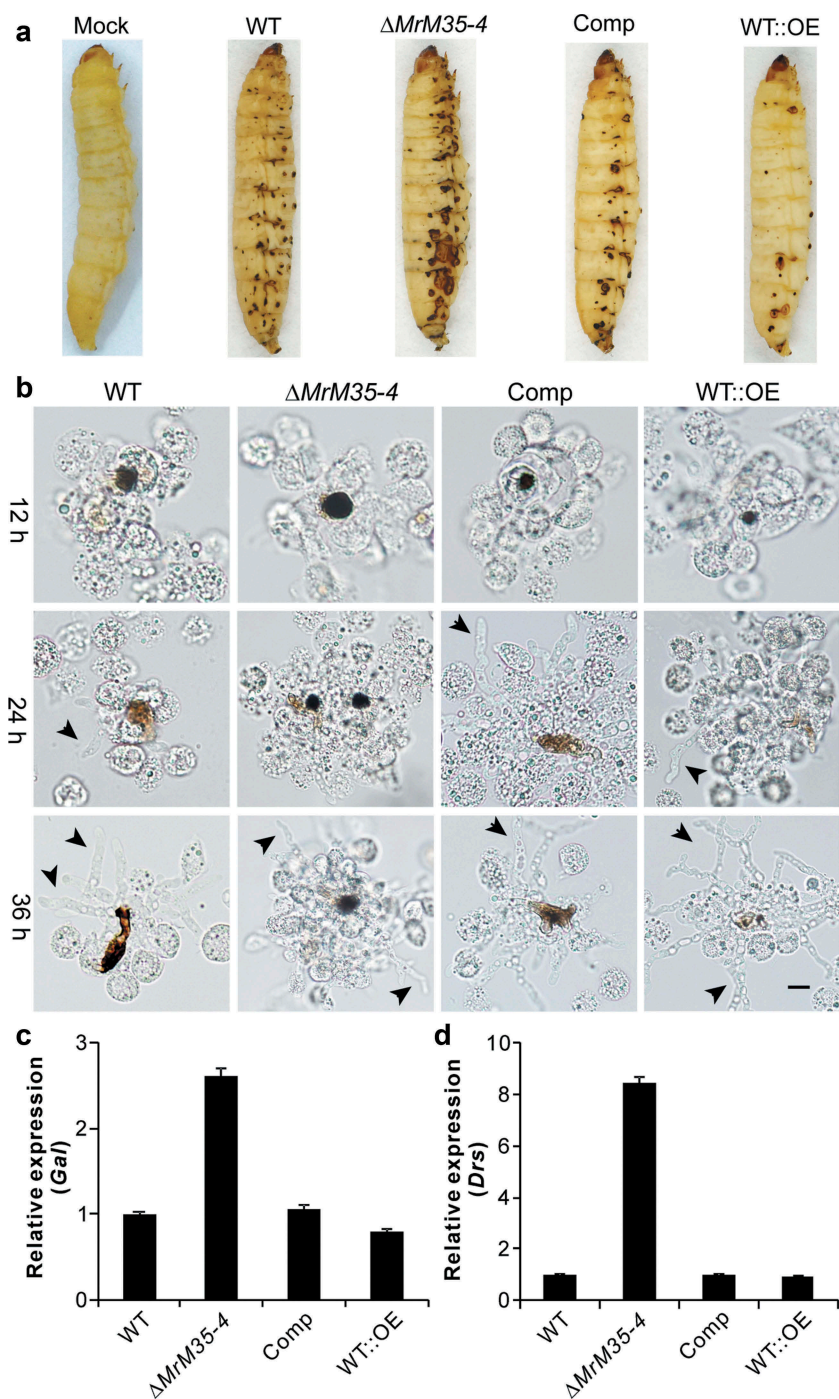 a
Mock
WT
ΔMrM35-4
Comp
WT::OE
b
WT
ΔMrM35-4
Comp
WT::OE
12 h
24 h
36 h
c
Relative expression
(Gal)
3
2
1
0
WT
ΔMrM35-4
Comp
WT::OE
d
Relative expression
(Drs)
10
8
6
4
2
0
WT
ΔMrM35-4
Comp
WT::OE